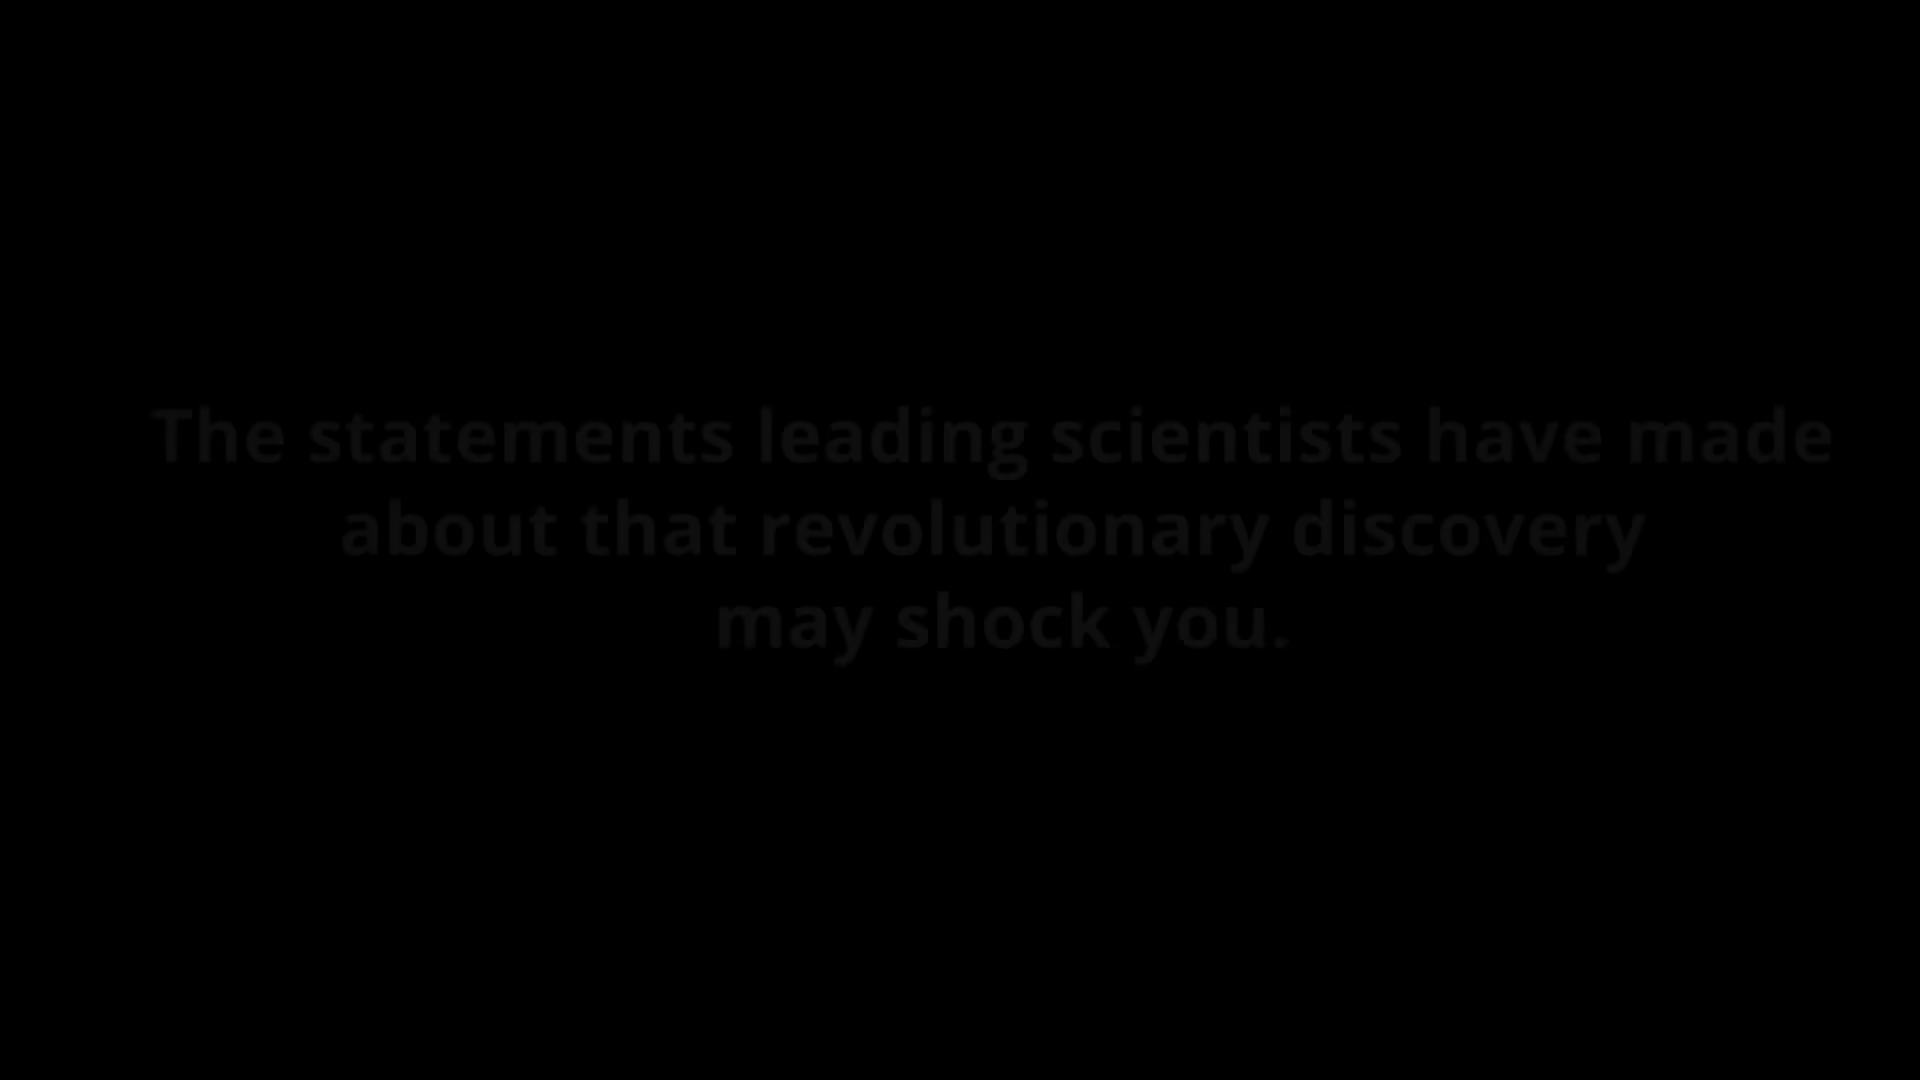 The statements leading scientists have made
about that revolutionary discovery
may shock you.